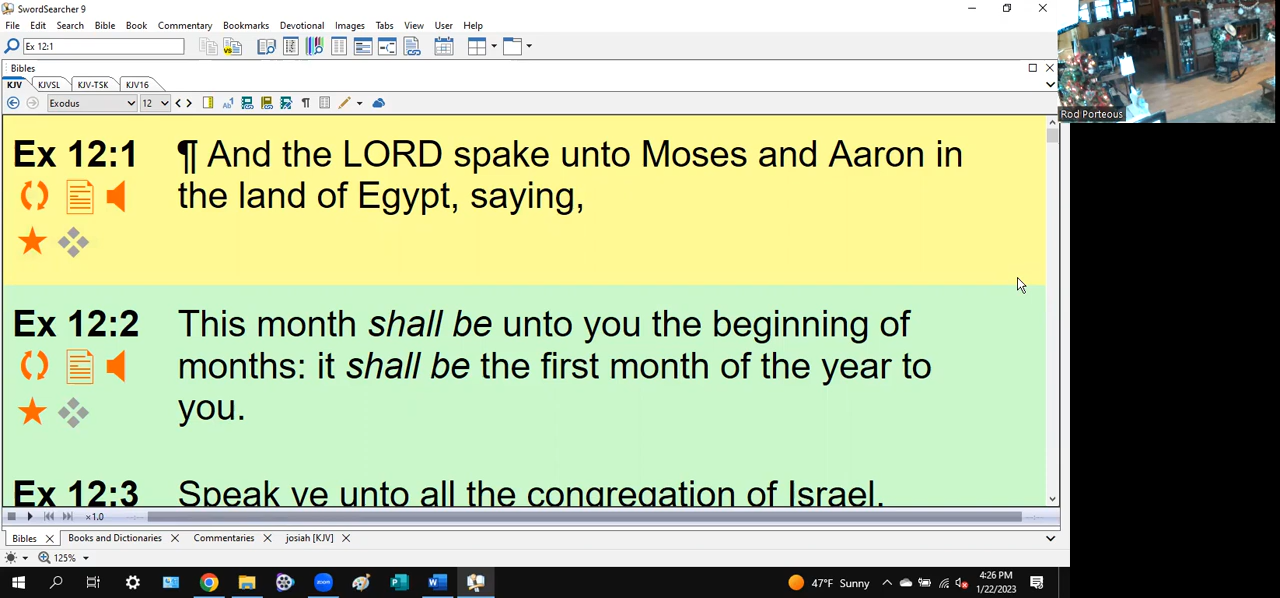 SwordSearcher 9
File Edit Search Bible Book Commentary Bookmarks Devotional Images Tabs View User Help
Ex 12:1
Bibles
KJV KJVSL KJV-TSK KJV16
Exodus 12
Ex 12:1 ¶ And the LORD spake unto Moses and Aaron in
the land of Egypt, saying,
Ex 12:2 This month shall be unto you the beginning of
months: it shall be the first month of the year to
you.
Ex 12:3 Speak ye unto all the congregation of Israel,
×1.0
Bibles Books and Dictionaries Commentaries josiah [KJV]
125%
47°F Sunny
4:26 PM
1/22/2023
Rod Porteous